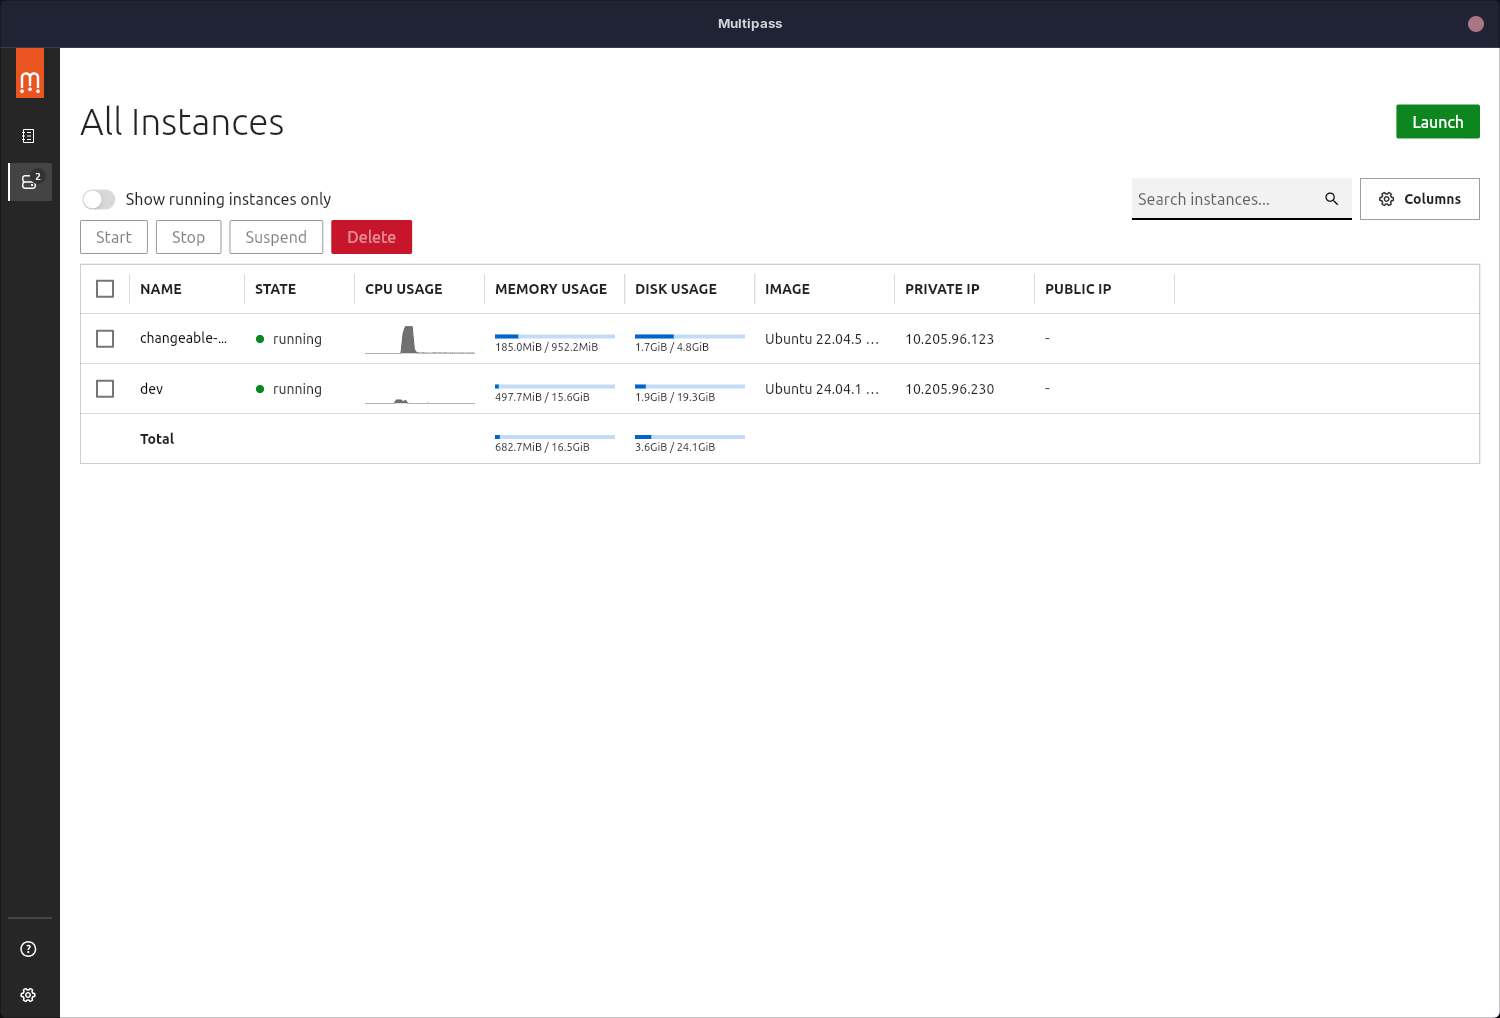 Multipass
2
All Instances
Launch
Show running instances only
Search instances...
Columns
Start Stop Suspend Delete
NAME STATE CPU USAGE MEMORY USAGE DISK USAGE IMAGE PRIVATE IP PUBLIC IP
changeable-... running 185.0MiB / 952.2MiB 1.7GiB / 4.8GiB Ubuntu 22.04.5 ... 10.205.96.123 -
dev running 497.7MiB / 15.6GiB 1.9GiB / 19.3GiB Ubuntu 24.04.1 ... 10.205.96.230 -
Total 682.7MiB / 16.5GiB 3.6GiB / 24.1GiB